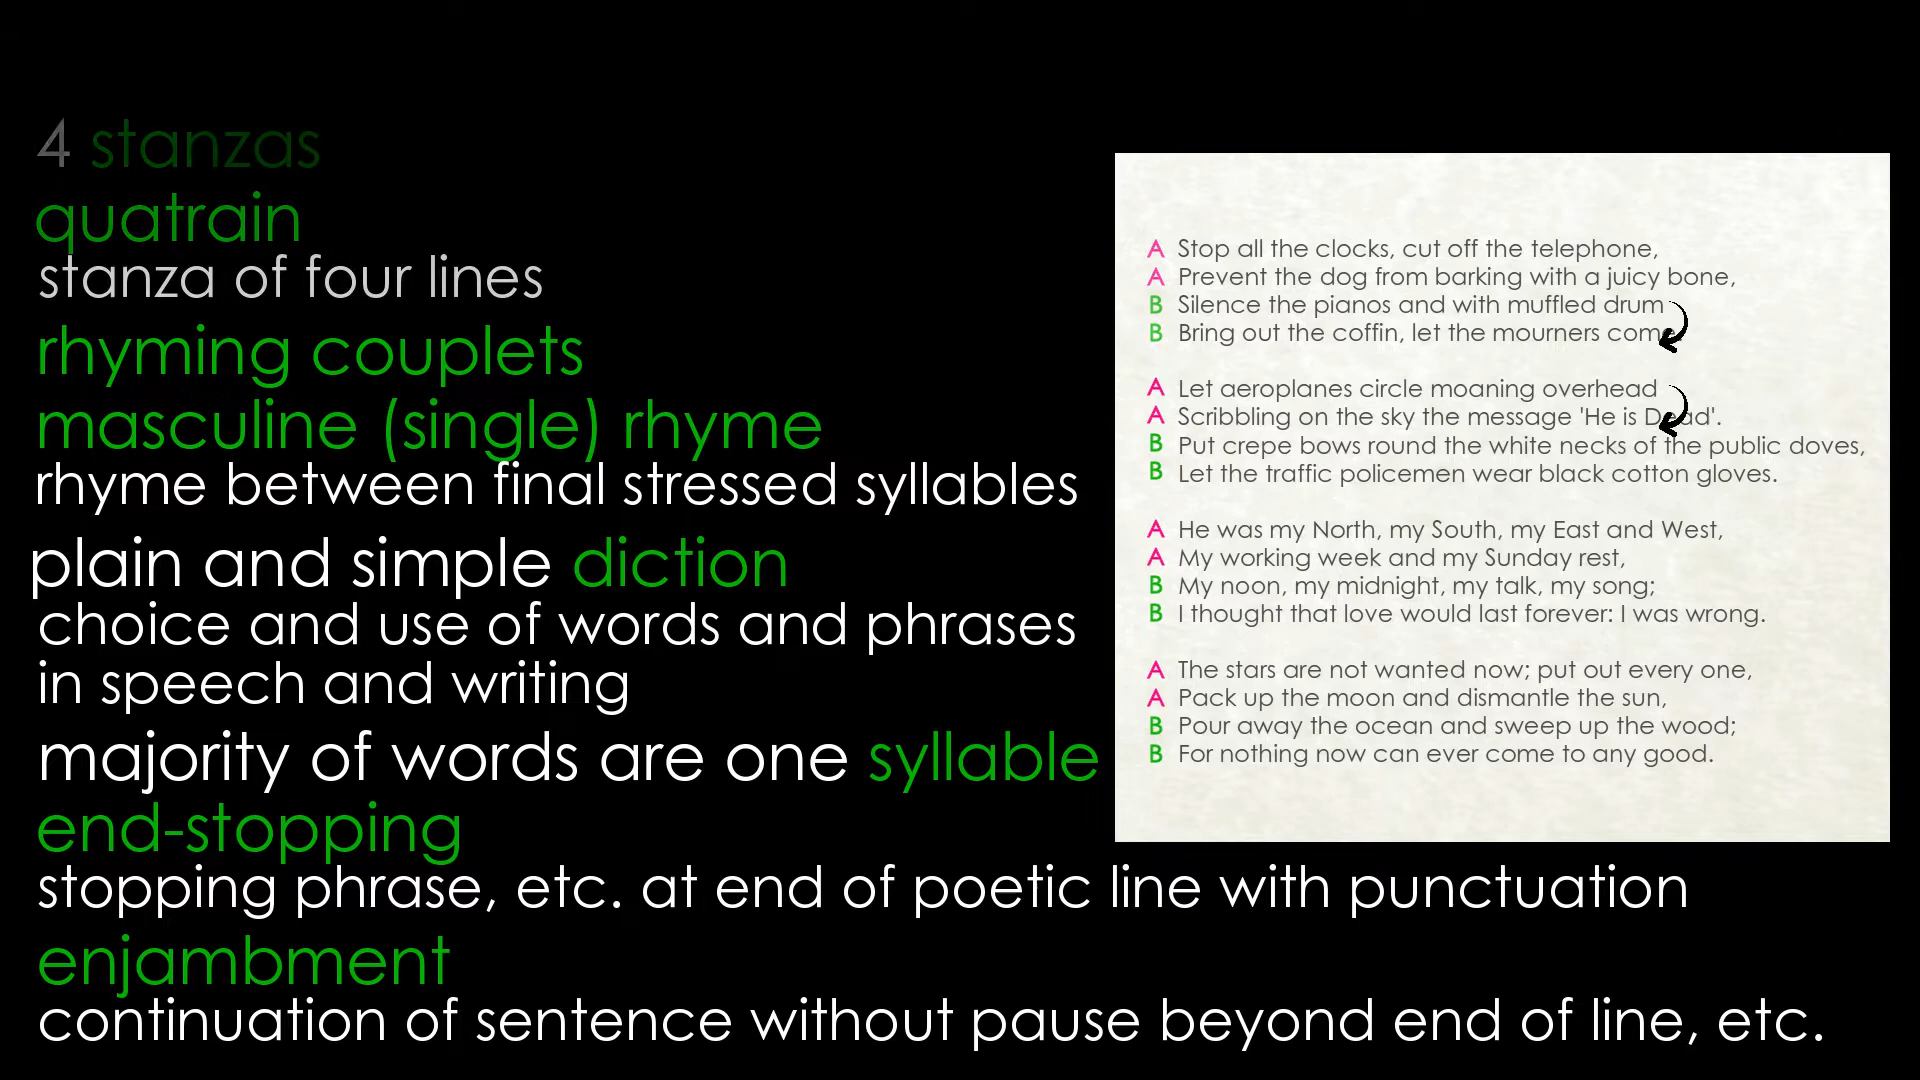 4 stanzas
quatrain
stanza of four lines
rhyming couplets
masculine (single) rhyme
rhyme between final stressed syllables
plain and simple diction
choice and use of words and phrases
in speech and writing
majority of words are one syllable
end-stopping
stopping phrase, etc. at end of poetic line with punctuation
enjambment
continuation of sentence without pause beyond end of line, etc.
A Stop all the clocks, cut off the telephone,
A Prevent the dog from barking with a juicy bone,
B Silence the pianos and with muffled drum
B Bring out the coffin, let the mourners come.
A Let aeroplanes circle moaning overhead
A Scribbling on the sky the message 'He is Dead'.
B Put crepe bows round the white necks of the public doves,
B Let the traffic policemen wear black cotton gloves.
A He was my North, my South, my East and West,
A My working week and my Sunday rest,
B My noon, my midnight, my talk, my song;
B I thought that love would last forever: I was wrong.
A The stars are not wanted now; put out every one,
A Pack up the moon and dismantle the sun,
B Pour away the ocean and sweep up the wood;
B For nothing now can ever come to any good.